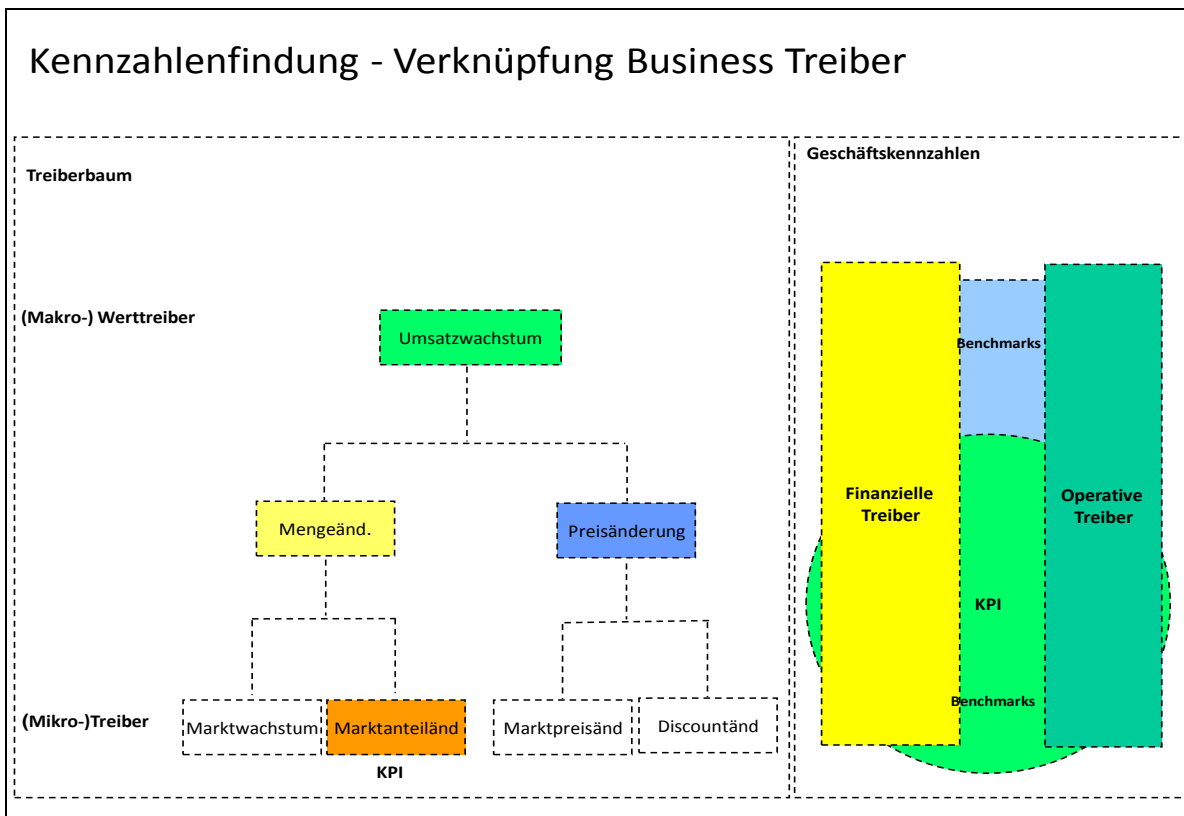 Kennzahlenfindung - Verknüpfung Business Treiber
Treiberbaum
(Makro-) Werttreiber
Umsatzwachstum
Mengeänd.
Preisänderung
(Mikro-)Treiber
Marktwachstum
Marktanteiländ
Marktpreisänd
Discountänd
KPI
Geschäftskennzahlen
Benchmarks
Finanzielle
Treiber
Operative
Treiber
KPI
Benchmarks